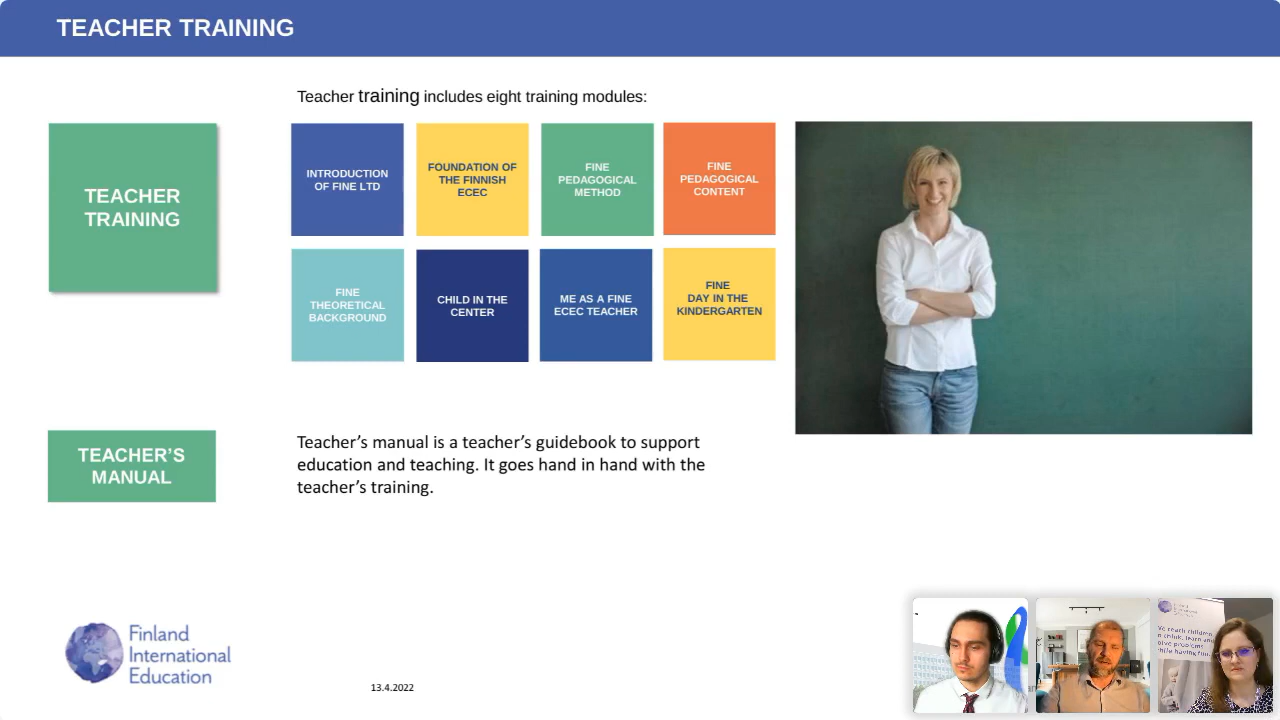 TEACHER TRAINING
Teacher training includes eight training modules:
TEACHER
TRAINING
INTRODUCTION
OF FINE LTD
FOUNDATION OF
THE FINNISH
ECEC
FINE
PEDAGOGICAL
METHOD
FINE
PEDAGOGICAL
CONTENT
FINE
THEORETICAL
BACKGROUND
CHILD IN THE
CENTER
ME AS A FINE
ECEC TEACHER
FINE
DAY IN THE
KINDERGARTEN
TEACHER’S
MANUAL
Teacher’s manual is a teacher’s guidebook to support
education and teaching. It goes hand in hand with the
teacher’s training.
Finland
International
Education
13.4.2022